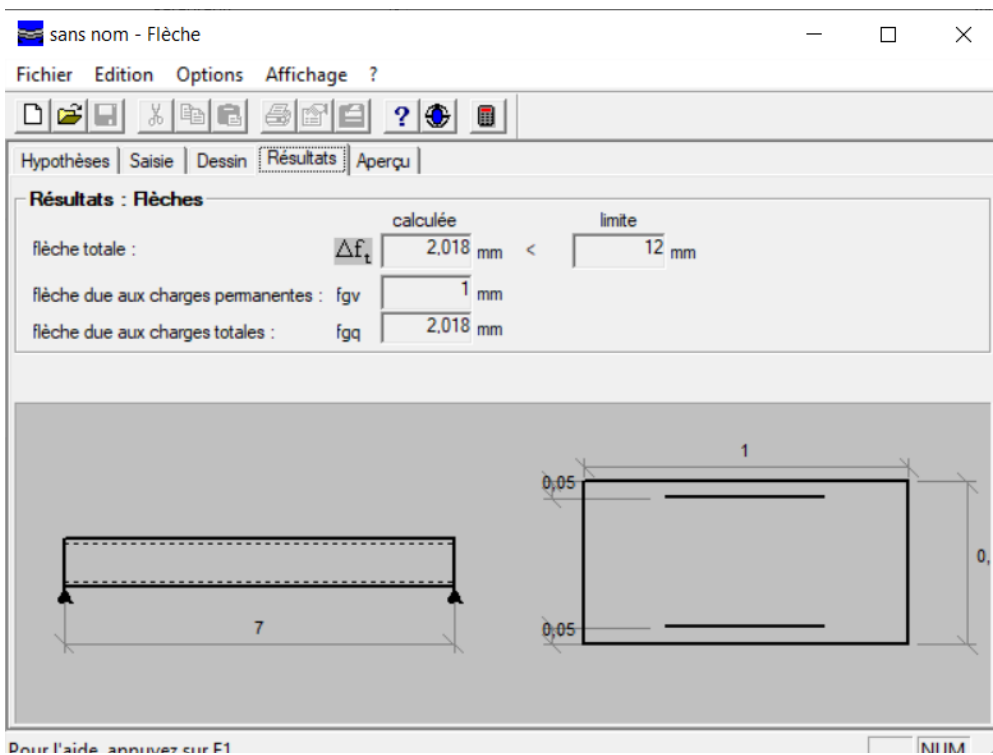 sans nom - Flèche
Fichier Edition Options Affichage ?
Hypothèses Saisie Dessin Résultats Aperçu
Résultats : Flèches
calculée limite
flèche totale : Δft 2,018 mm < 12 mm
flèche due aux charges permanentes : fgv 1 mm
flèche due aux charges totales : fgq 2,018 mm
1
0,05
0,
7
0,05
Pour l'aide, appuyez sur F1
NUM